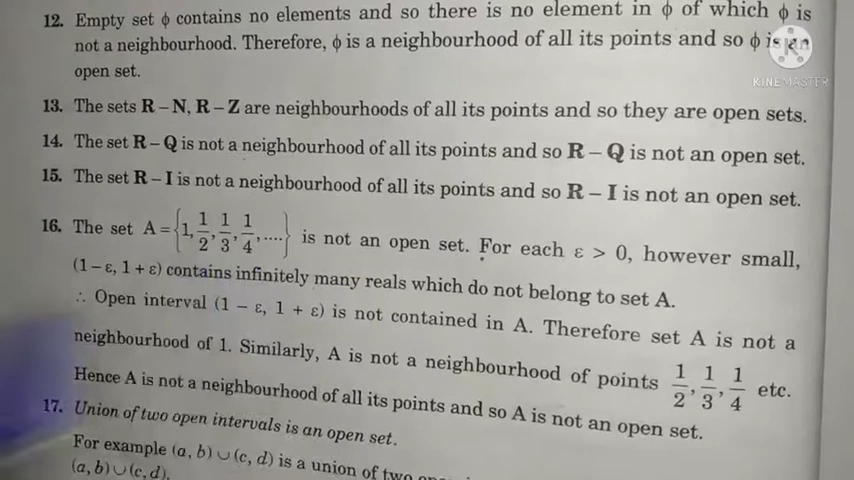 12. Empty set ϕ contains no elements and so there is no element in ϕ of which ϕ is
not a neighbourhood. Therefore, ϕ is a neighbourhood of all its points and so ϕ is an
open set.
KINEMASTER
13. The sets R – N, R – Z are neighbourhoods of all its points and so they are open sets.
14. The set R – Q is not a neighbourhood of all its points and so R – Q is not an open set.
15. The set R – I is not a neighbourhood of all its points and so R – I is not an open set.
16. The set A = {1, 1/2, 1/3, 1/4, ....} is not an open set. For each ε > 0, however small,
(1 – ε, 1 + ε) contains infinitely many reals which do not belong to set A.
∴ Open interval (1 – ε, 1 + ε) is not contained in A. Therefore set A is not a
neighbourhood of 1. Similarly, A is not a neighbourhood of points 1/2, 1/3, 1/4 etc.
Hence A is not a neighbourhood of all its points and so A is not an open set.
17. Union of two open intervals is an open set.
For example (a, b) ∪ (c, d) is a union of two
(a, b) ∪ (c, d).